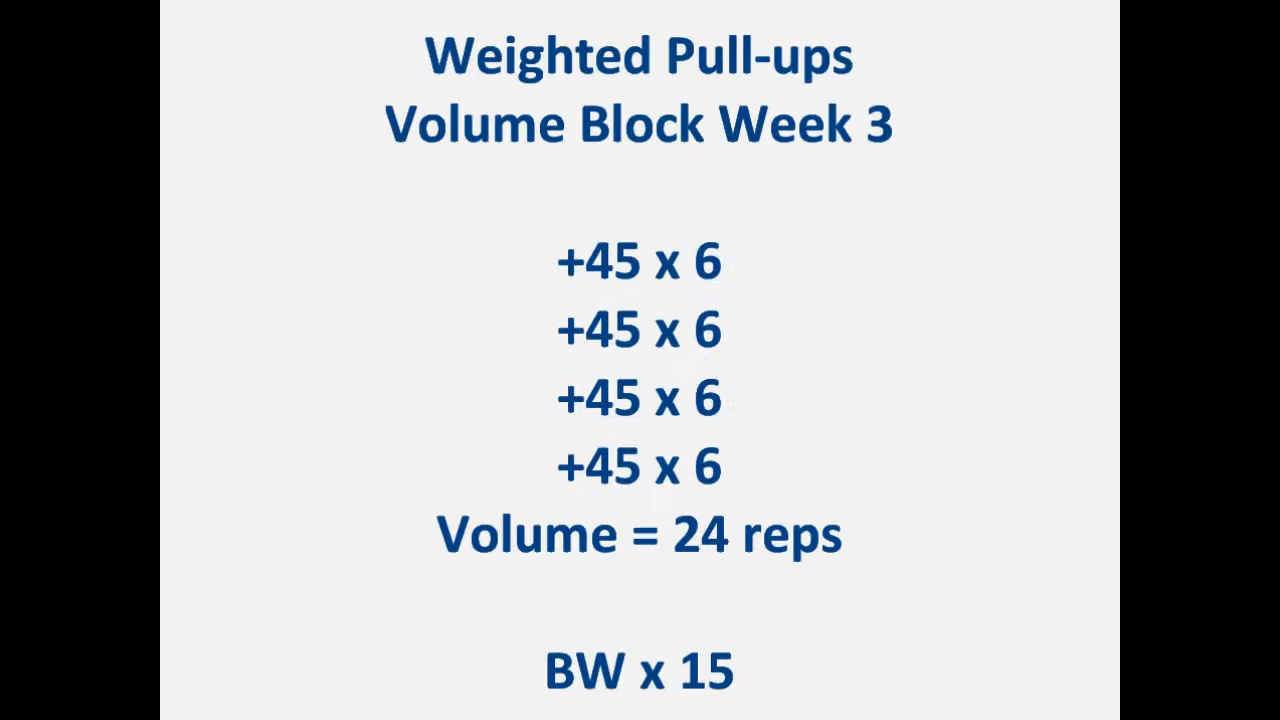 Weighted Pull-ups
Volume Block Week 3
+45 x 6
+45 x 6
+45 x 6
+45 x 6
Volume = 24 reps
BW x 15